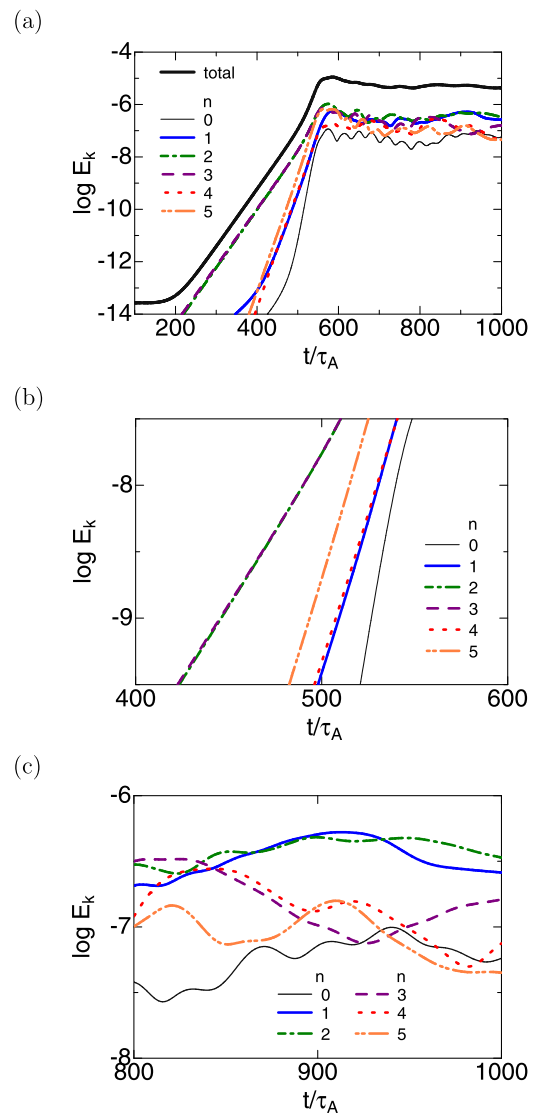 (a)
-4
-6
-8
-10
-12
-14
log E_k
total
n
0
1
2
3
4
5
200 400 600 800 1000
t/τ_A
(b)
-8
-9
log E_k
n
0
1
2
3
4
5
400 500 600
t/τ_A
(c)
-6
-7
-8
log E_k
n n
0 3
1 4
2 5
800 900 1000
t/τ_A